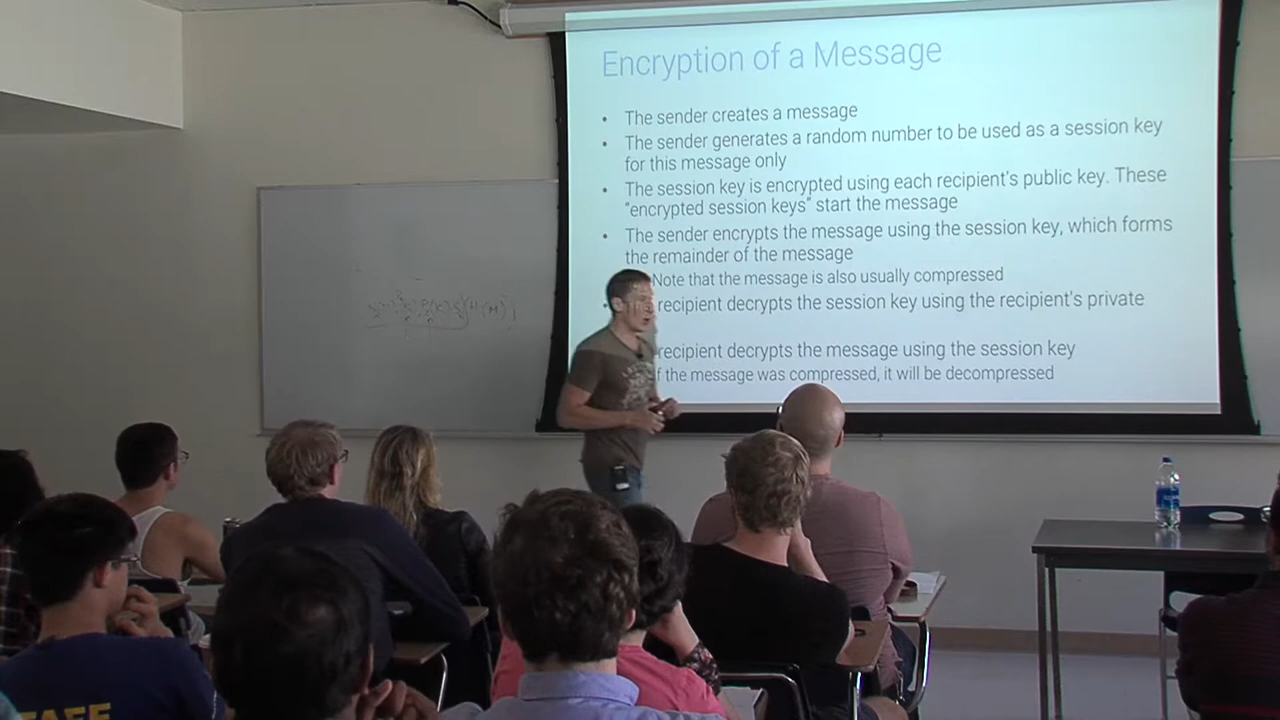 Encryption of a Message
• The sender creates a message
• The sender generates a random number to be used as a session key
for this message only
• The session key is encrypted using each recipient's public key. These
"encrypted session keys" start the message
• The sender encrypts the message using the session key, which forms
the remainder of the message
Note that the message is also usually compressed
• recipient decrypts the session key using the recipient's private
recipient decrypts the message using the session key
f the message was compressed, it will be decompressed